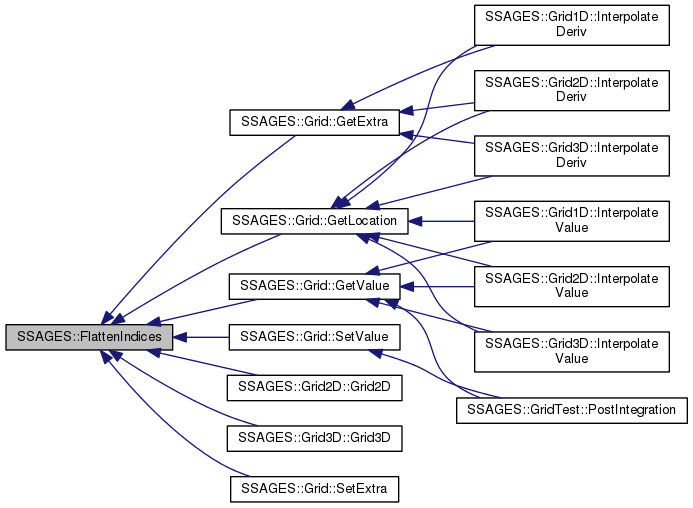 SSAGES::FlattenIndices
SSAGES::Grid::GetExtra
SSAGES::Grid::GetLocation
SSAGES::Grid::GetValue
SSAGES::Grid::SetValue
SSAGES::Grid2D::Grid2D
SSAGES::Grid3D::Grid3D
SSAGES::Grid::SetExtra
SSAGES::Grid1D::Interpolate
Deriv
SSAGES::Grid2D::Interpolate
Deriv
SSAGES::Grid3D::Interpolate
Deriv
SSAGES::Grid1D::Interpolate
Value
SSAGES::Grid2D::Interpolate
Value
SSAGES::Grid3D::Interpolate
Value
SSAGES::GridTest::PostIntegration